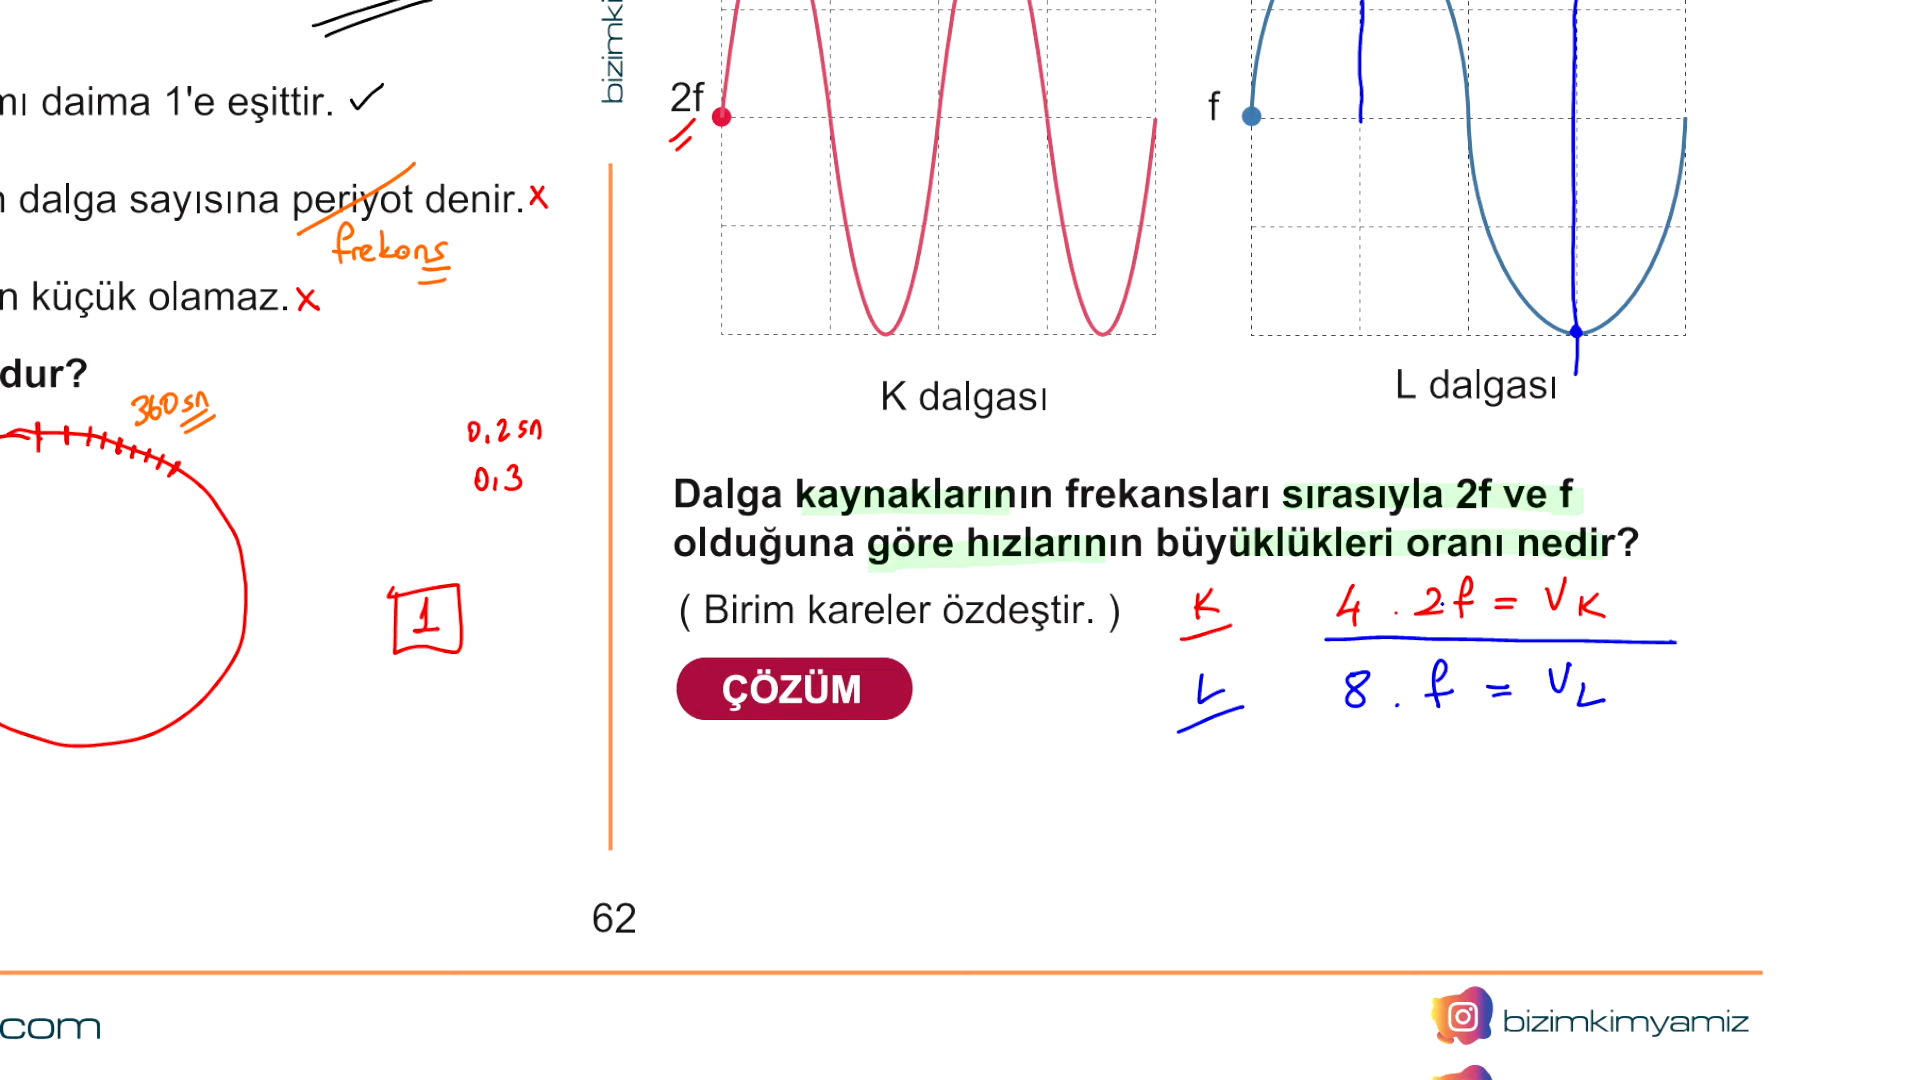 mı daima 1'e eşittir. ✓
dalga sayısına periyot denir. x
frekans
n küçük olamaz. x
dur?
360 sn
0,2 sn
0,3
1
bizimki
2f
K dalgası
f
L dalgası
Dalga kaynaklarının frekansları sırasıyla 2f ve f
olduğuna göre hızlarının büyüklükleri oranı nedir?
( Birim kareler özdeştir. )
K 4 . 2f = VK
L 8 . f = VL
ÇÖZÜM
62
com
bizimkimyamiz